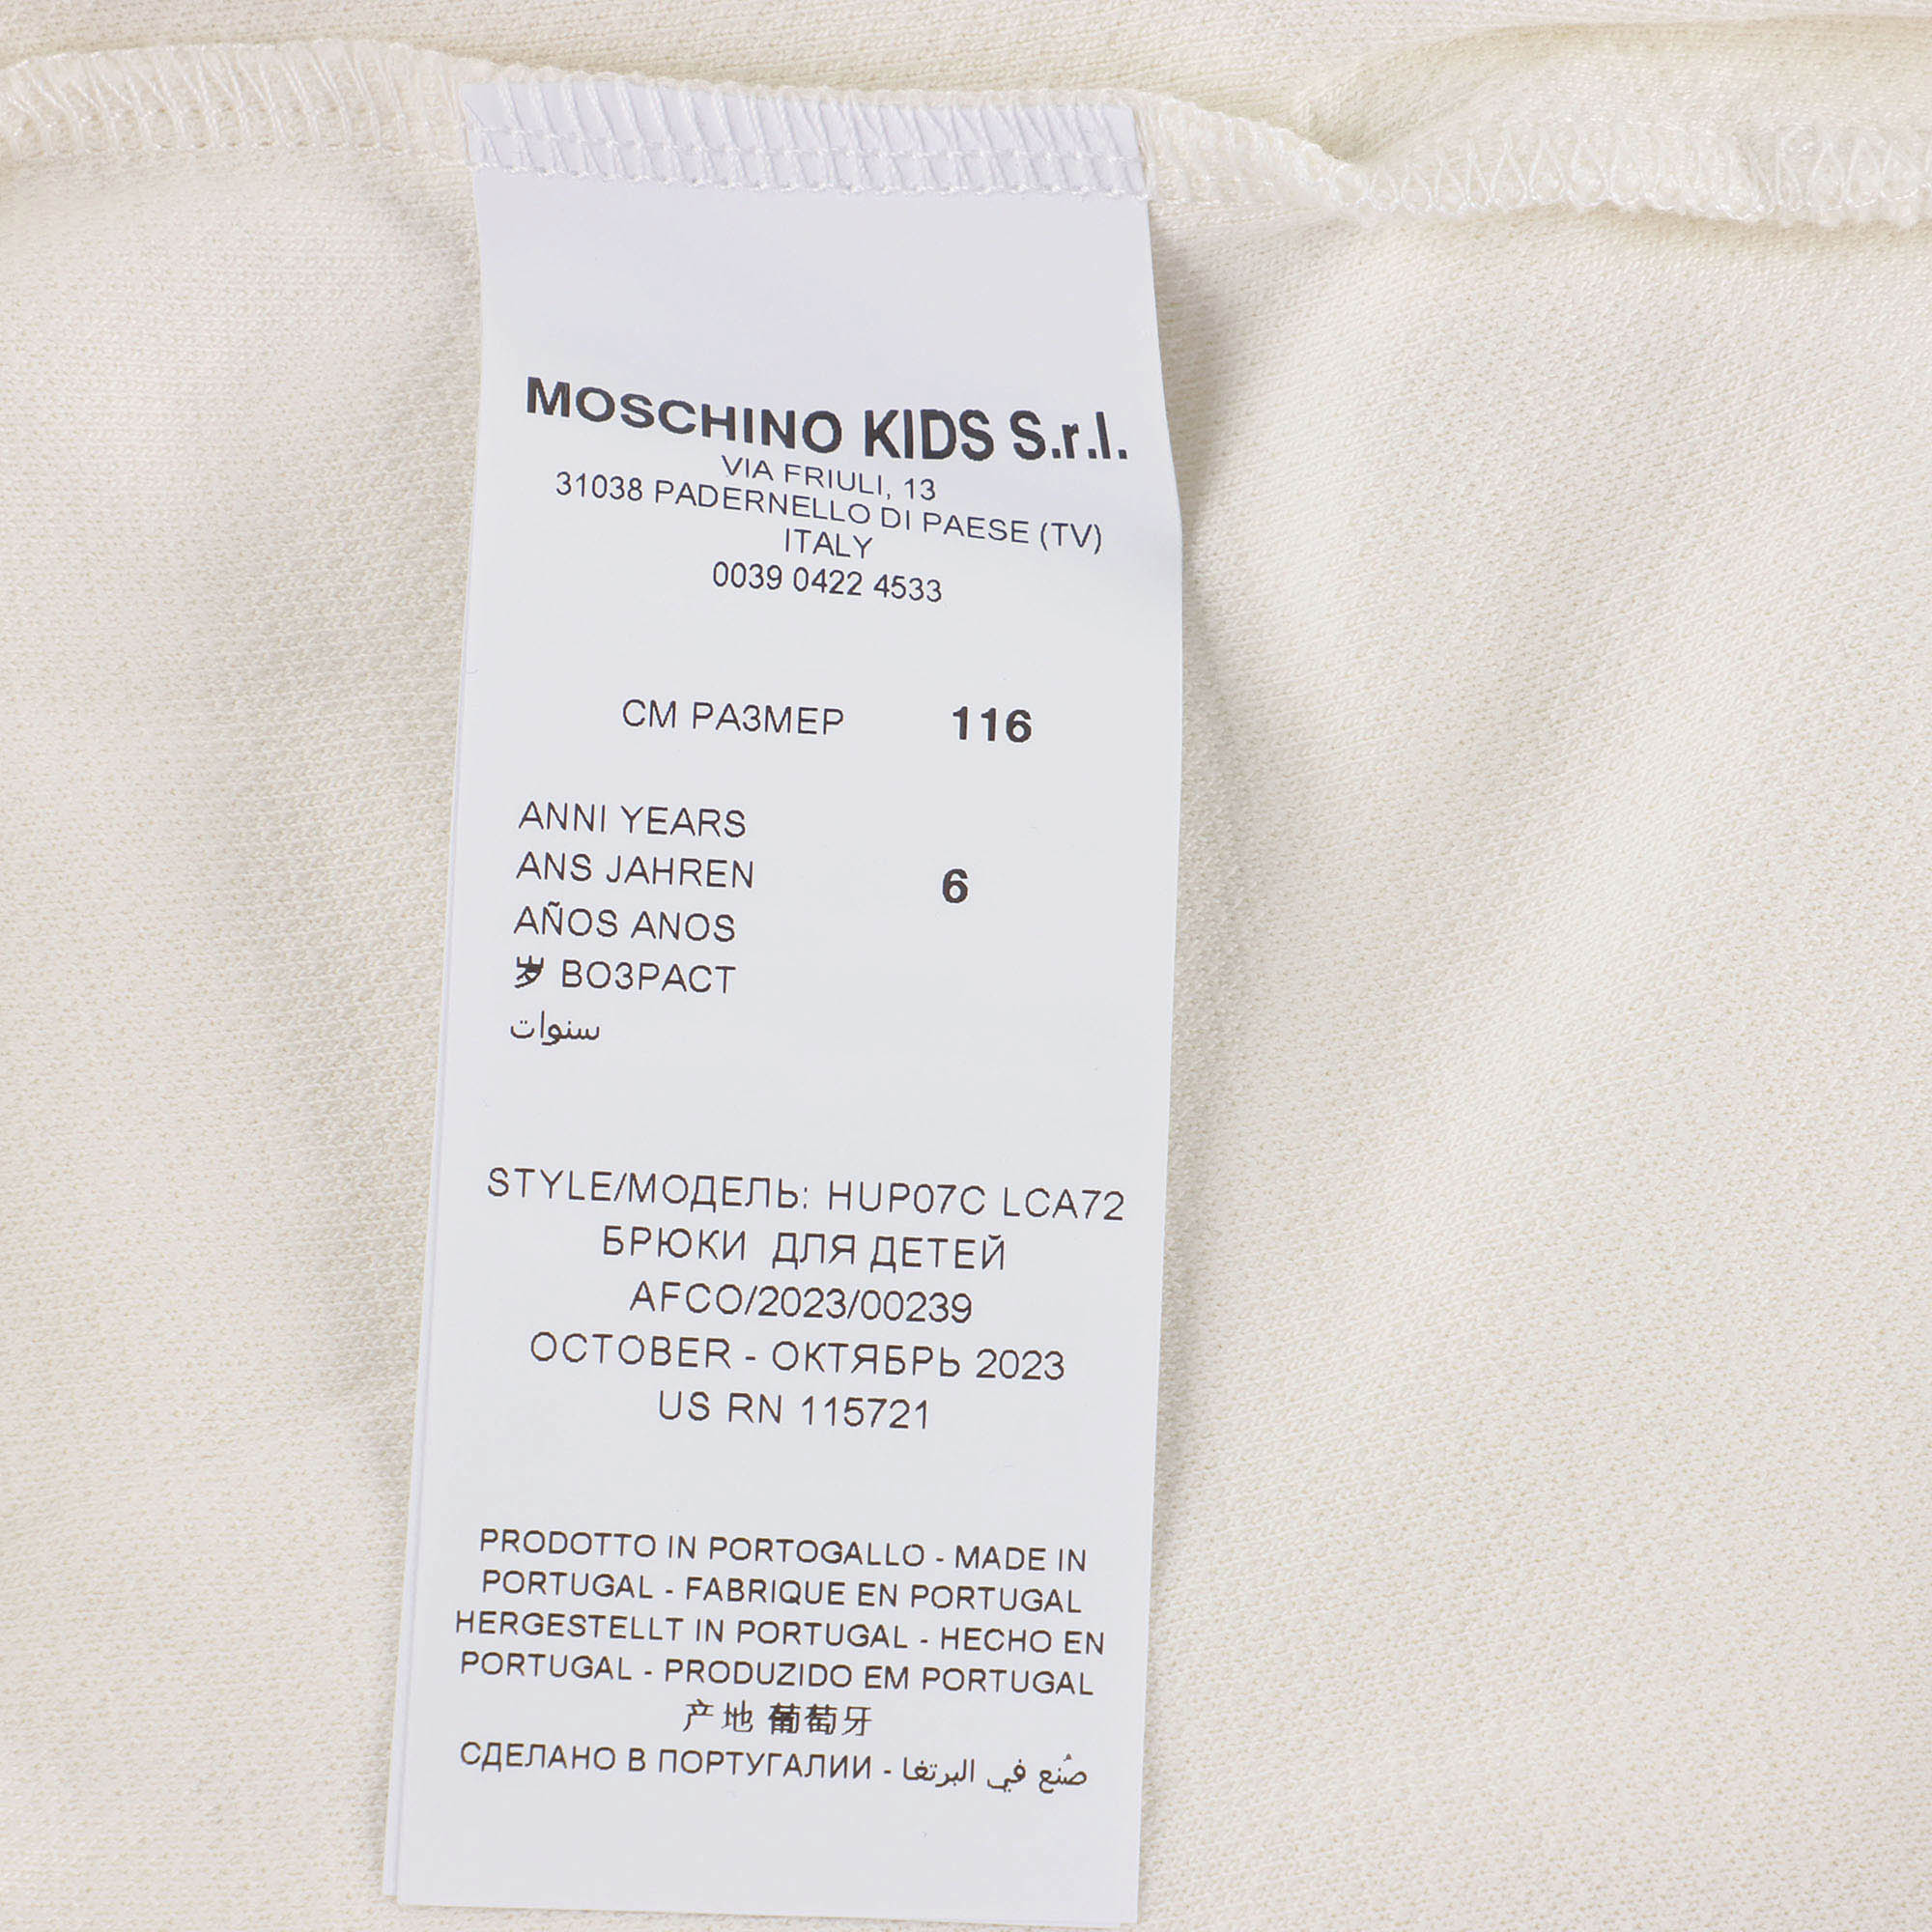 MOSCHINO KIDS S.r.l.
VIA FRIULI, 13
31038 PADERNELLO DI PAESE (TV)
ITALY
0039 0422 4533
СМ РАЗМЕР 116
ANNI YEARS
ANS JAHREN 6
AÑOS ANOS
岁 ВОЗРАСТ
سنوات
STYLE/МОДЕЛЬ: HUP07C LCA72
БРЮКИ ДЛЯ ДЕТЕЙ
AFCO/2023/00239
OCTOBER - ОКТЯБРЬ 2023
US RN 115721
PRODOTTO IN PORTOGALLO - MADE IN
PORTUGAL - FABRIQUE EN PORTUGAL
HERGESTELLT IN PORTUGAL - HECHO EN
PORTUGAL - PRODUZIDO EM PORTUGAL
产地 葡萄牙
СДЕЛАНО В ПОРТУГАЛИИ - صُنع في البرتغا